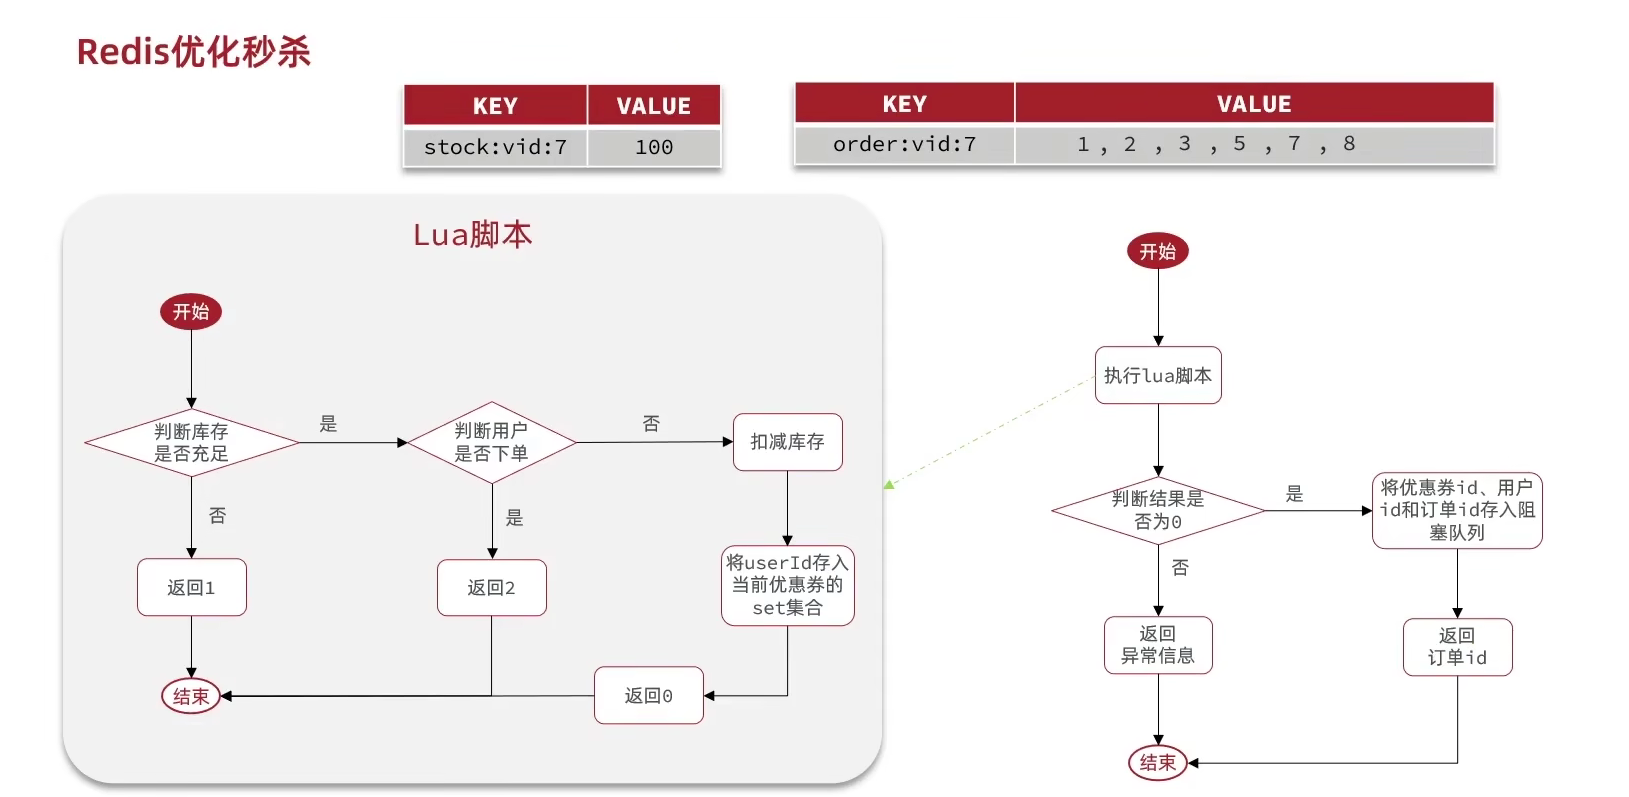 Redis优化秒杀
KEY VALUE
stock:vid:7 100
KEY VALUE
order:vid:7 1 , 2 , 3 , 5 , 7 , 8
Lua脚本
开始
判断库存
是否充足
是
判断用户
是否下单
否
扣减库存
否
是
返回1
返回2
将userId存入
当前优惠券的
set集合
结束
返回0
开始
执行lua脚本
判断结果是
否为0
是
将优惠券id、用户
id和订单id存入阻
塞队列
否
返回
异常信息
返回
订单id
结束